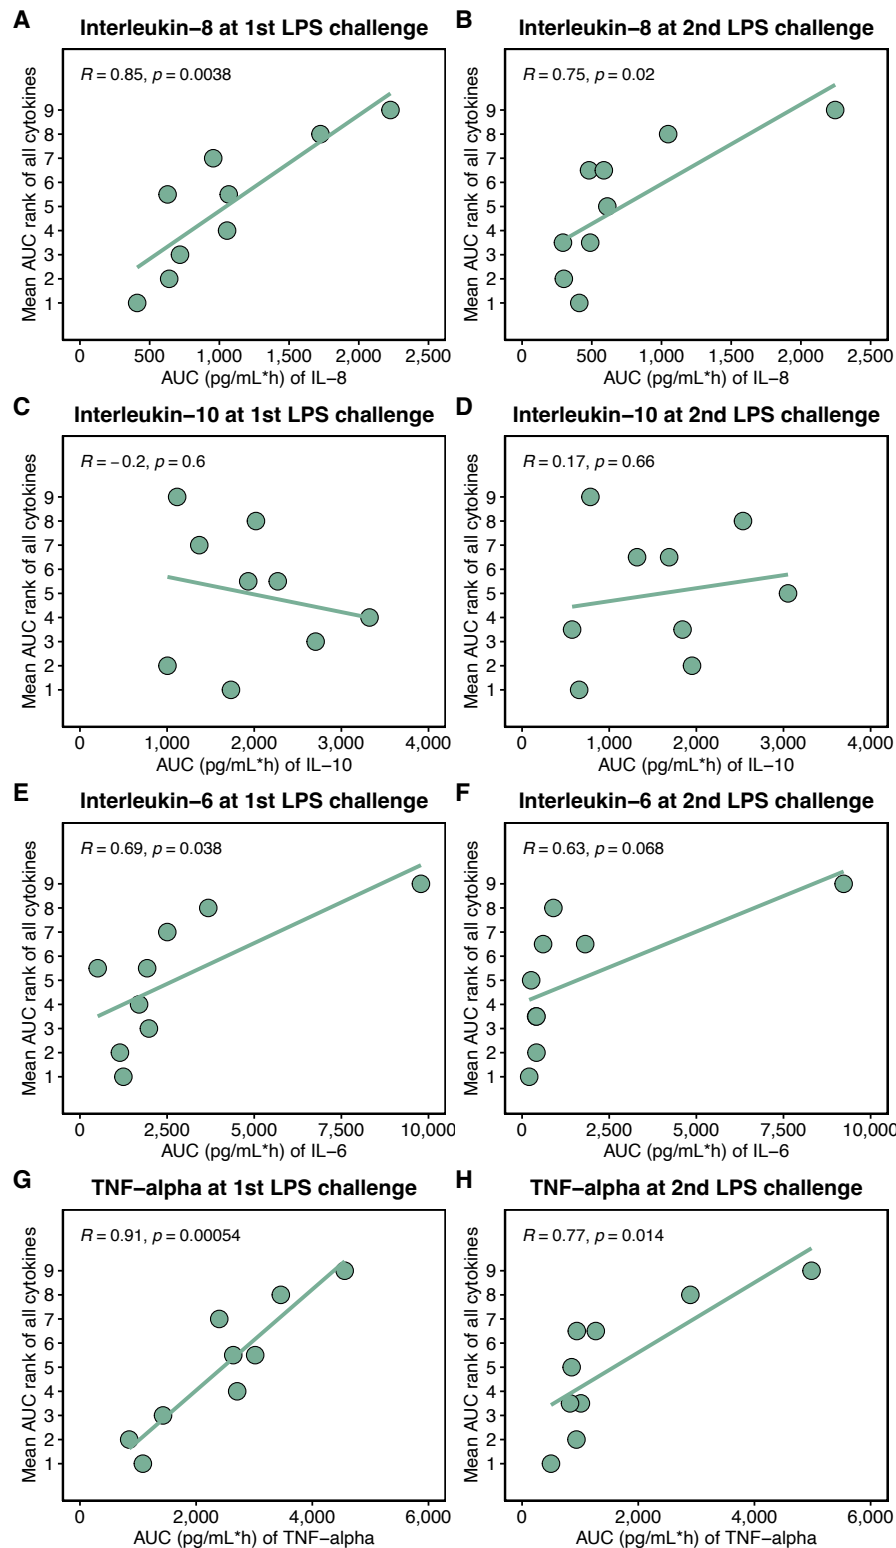 A
Interleukin−8 at 1st LPS challenge
R = 0.85, p = 0.0038
Mean AUC rank of all cytokines
9
8
7
6
5
4
3
2
1
0 500 1,000 1,500 2,000 2,500
AUC (pg/mL*h) of IL−8
B
Interleukin−8 at 2nd LPS challenge
R = 0.75, p = 0.02
Mean AUC rank of all cytokines
9
8
7
6
5
4
3
2
1
0 500 1,000 1,500 2,000 2,500
AUC (pg/mL*h) of IL−8
C
Interleukin−10 at 1st LPS challenge
R = −0.2, p = 0.6
Mean AUC rank of all cytokines
9
8
7
6
5
4
3
2
1
0 1,000 2,000 3,000 4,000
AUC (pg/mL*h) of IL−10
D
Interleukin−10 at 2nd LPS challenge
R = 0.17, p = 0.66
Mean AUC rank of all cytokines
9
8
7
6
5
4
3
2
1
0 1,000 2,000 3,000 4,000
AUC (pg/mL*h) of IL−10
E
Interleukin−6 at 1st LPS challenge
R = 0.69, p = 0.038
Mean AUC rank of all cytokines
9
8
7
6
5
4
3
2
1
0 2,500 5,000 7,500 10,000
AUC (pg/mL*h) of IL−6
F
Interleukin−6 at 2nd LPS challenge
R = 0.63, p = 0.068
Mean AUC rank of all cytokines
9
8
7
6
5
4
3
2
1
0 2,500 5,000 7,500 10,000
AUC (pg/mL*h) of IL−6
G
TNF−alpha at 1st LPS challenge
R = 0.91, p = 0.00054
Mean AUC rank of all cytokines
9
8
7
6
5
4
3
2
1
0 2,000 4,000 6,000
AUC (pg/mL*h) of TNF−alpha
H
TNF−alpha at 2nd LPS challenge
R = 0.77, p = 0.014
Mean AUC rank of all cytokines
9
8
7
6
5
4
3
2
1
0 2,000 4,000 6,000
AUC (pg/mL*h) of TNF−alpha